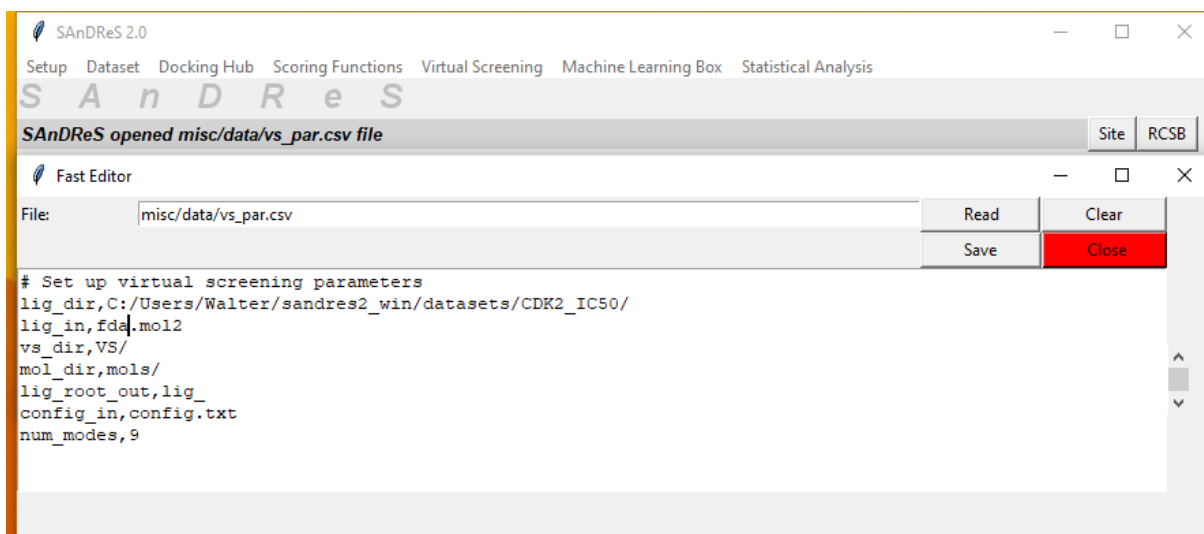 SAnDReS 2.0
Setup Dataset Docking Hub Scoring Functions Virtual Screening Machine Learning Box Statistical Analysis
S A n D R e S
SAnDReS opened misc/data/vs_par.csv file Site RCSB
Fast Editor
File: misc/data/vs_par.csv Read Clear
Save Close
# Set up virtual screening parameters
lig_dir,C:/Users/Walter/sandres2_win/datasets/CDK2_IC50/
lig_in,fda.mol2
vs_dir,VS/
mol_dir,mols/
lig_root_out,lig_
config_in,config.txt
num_modes,9